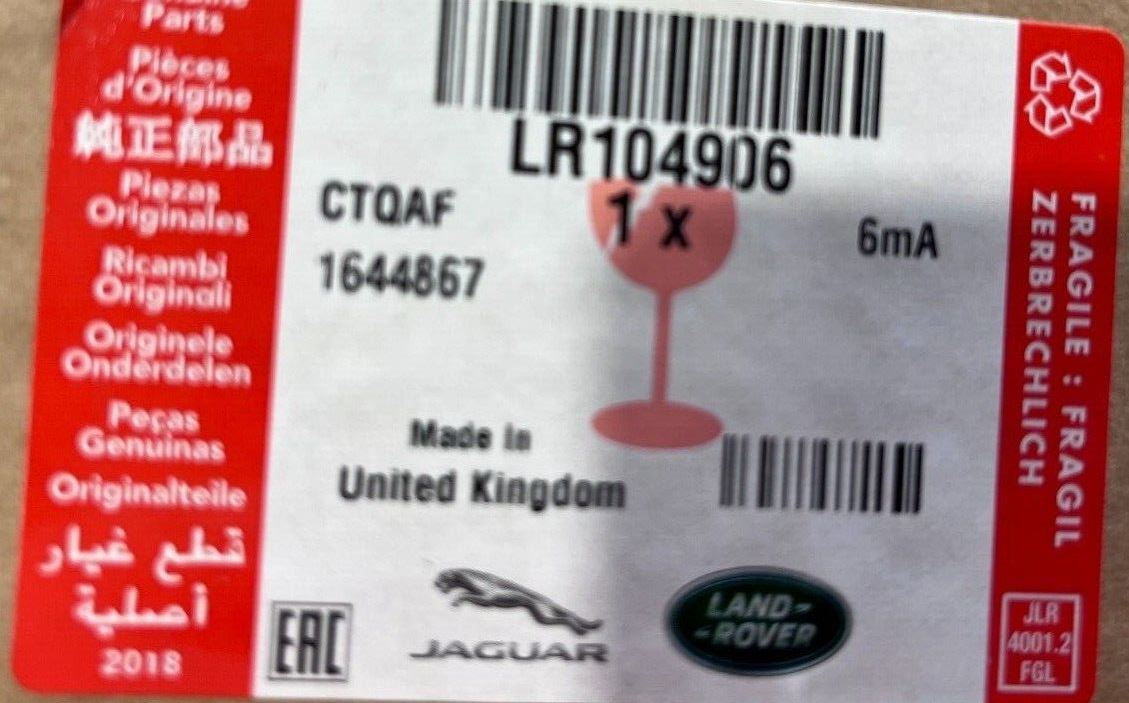 Parts
Pièces
d'Origine
純正部品
Piezas
Originales
Ricambi
Originali
Originele
Onderdelen
Peças
Genuinas
Originalteile
قطع غيار
أصلية
2018
LR104906
CTQAF
1 x
6mA
1644867
Made In
United Kingdom
EAC
JAGUAR
LAND-
-ROVER
FRAGILE : FRAGIL
ZERBRECHLICH
JLR
4001.2
FGL